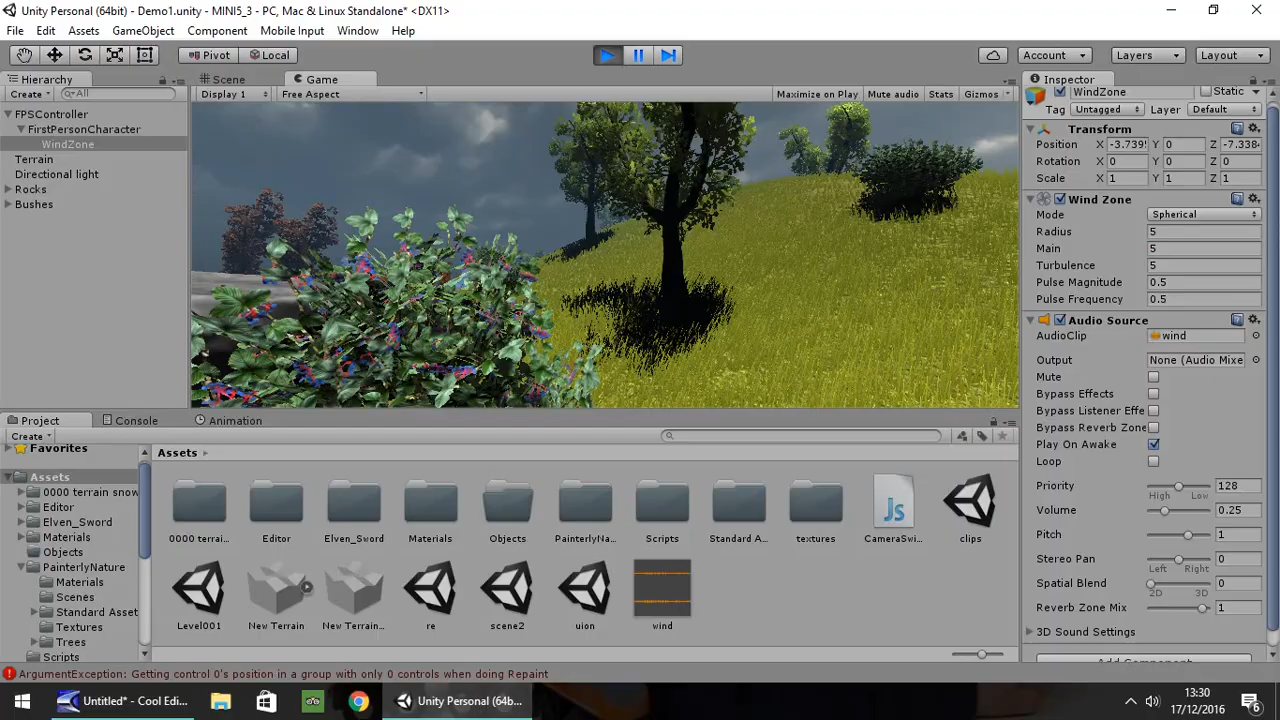 Unity Personal (64bit) - Demo1.unity - MINI5_3 - PC, Mac & Linux Standalone* <DX11>
File Edit Assets GameObject Component Mobile Input Window Help
Pivot Local Account Layers Layout
Hierarchy Scene Game Inspector
Create All Display 1 Free Aspect Maximize on Play Mute audio Stats Gizmos WindZone Static
Tag Untagged Layer Default
FPSController
FirstPersonCharacter
WindZone
Terrain
Directional light
Rocks
Bushes
Transform
Position X -3.739 Y 0 Z -7.338
Rotation X 0 Y 0 Z 0
Scale X 1 Y 1 Z 1
Wind Zone
Mode Spherical
Radius 5
Main 5
Turbulence 5
Pulse Magnitude 0.5
Pulse Frequency 0.5
Audio Source
AudioClip wind
Output None (Audio Mixe
Mute
Bypass Effects
Bypass Listener Effe
Bypass Reverb Zone
Play On Awake
Loop
Priority 128
High Low
Volume 0.25
Pitch 1
Stereo Pan 0
Left Right
Spatial Blend 0
2D 3D
Reverb Zone Mix 1
3D Sound Settings
Add Component
Project Console Animation
Create
Favorites
Assets
0000 terrain snow
Editor
Elven_Sword
Materials
Objects
PainterlyNature
Materials
Scenes
Standard Asset
Textures
Trees
Scripts
Assets
0000 terrai... Editor Elven_Sword Materials Objects PainterlyNa... Scripts Standard A... textures CameraSwi... clips
Js
Level001 New Terrain New Terrain... re scene2 uion wind
ArgumentException: Getting control 0's position in a group with only 0 controls when doing Repaint
Untitled* - Cool Edi... Unity Personal (64b...
13:30
17/12/2016
6